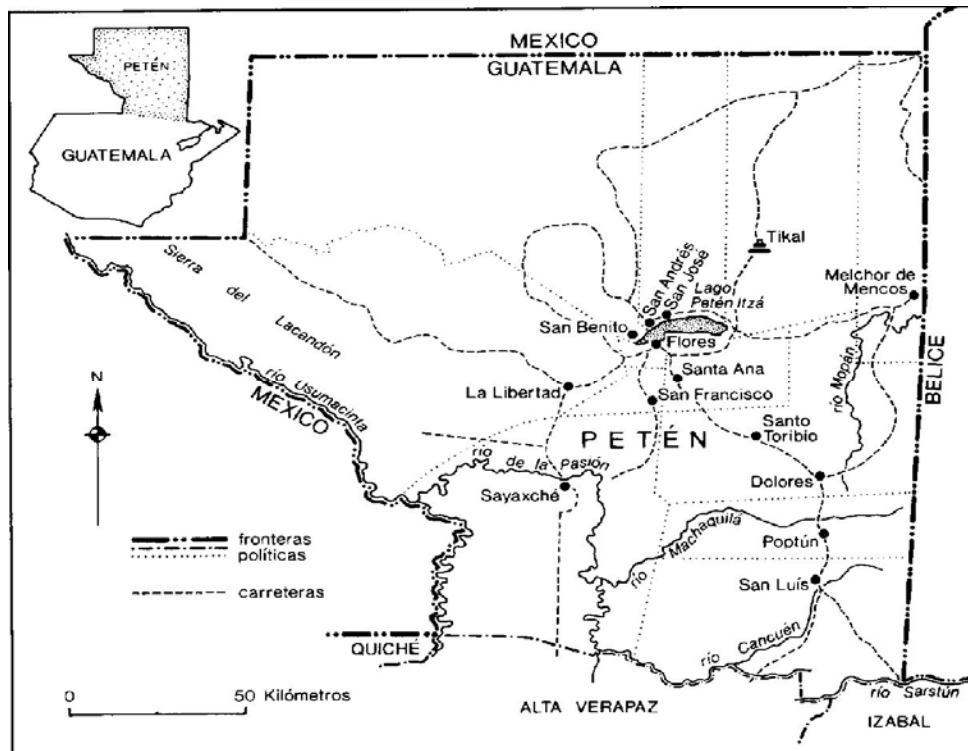 MEXICO
GUATEMALA
PETÉN
GUATEMALA
Sierra
del
Lacandón
río Usumacinta
MEXICO
Tikal
San Andrés
San José
Lago
Petén Itzá
Melchor de
Mencos
San Benito
Flores
Santa Ana
La Libertad
San Francisco
río Mopán
BELICE
PETÉN
Santo
Toribio
Dolores
río de la Pasión
Sayaxché
N
río Machaquila
Poptún
San Luís
fronteras
políticas
carreteras
QUICHÉ
río Cancuén
0 50 Kilómetros
ALTA VERAPAZ
río Sarstún
IZABAL